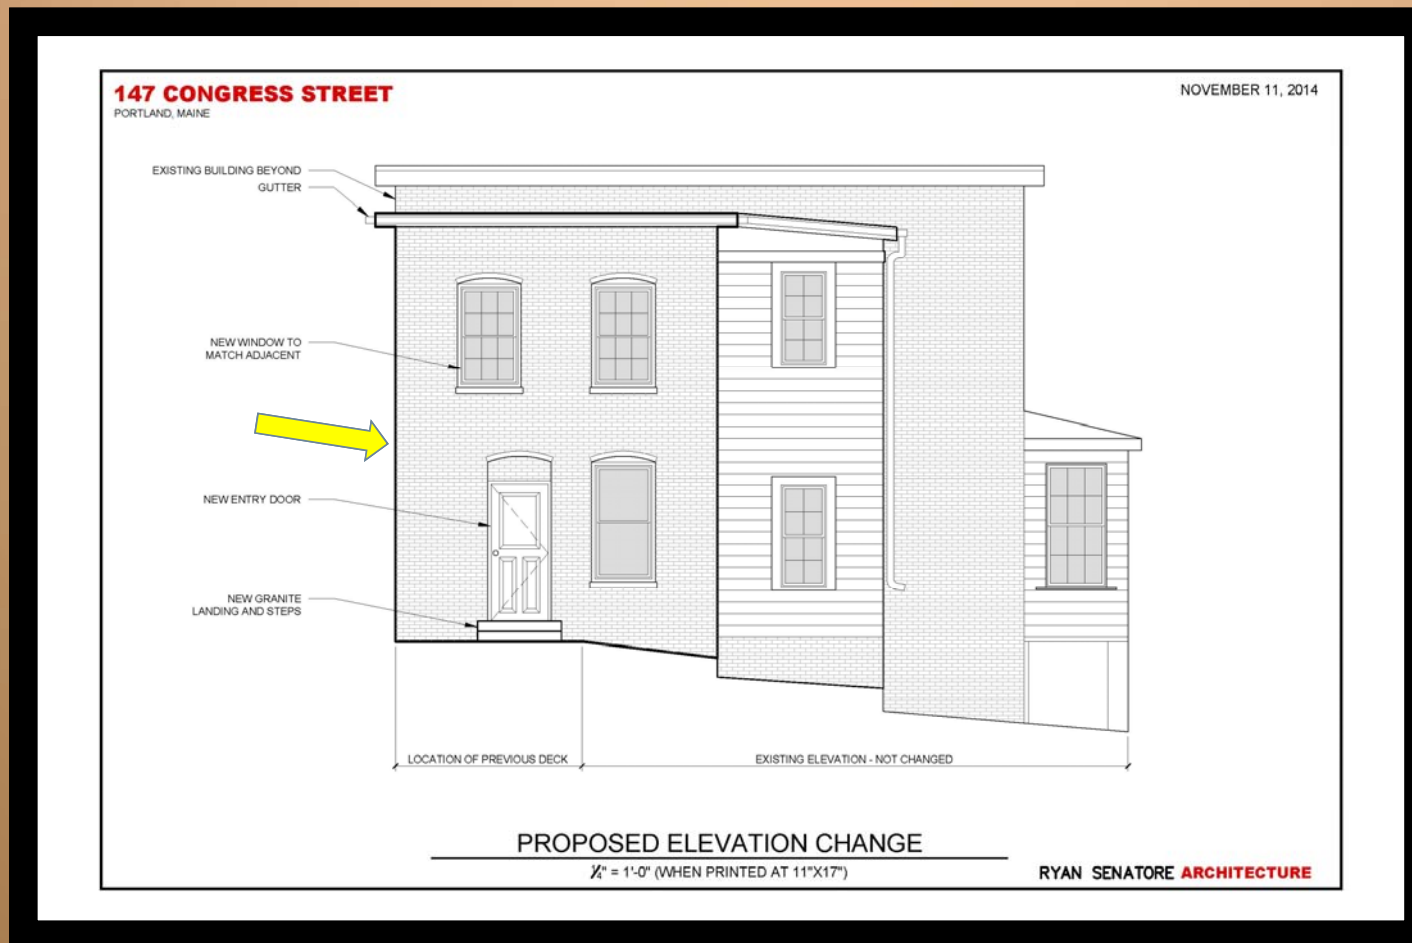 147 CONGRESS STREET
PORTLAND, MAINE
NOVEMBER 11, 2014
EXISTING BUILDING BEYOND
GUTTER
NEW WINDOW TO
MATCH ADJACENT
NEW ENTRY DOOR
NEW GRANITE
LANDING AND STEPS
LOCATION OF PREVIOUS DECK
EXISTING ELEVATION - NOT CHANGED
PROPOSED ELEVATION CHANGE
¼" = 1'-0" (WHEN PRINTED AT 11"X17")
RYAN SENATORE ARCHITECTURE